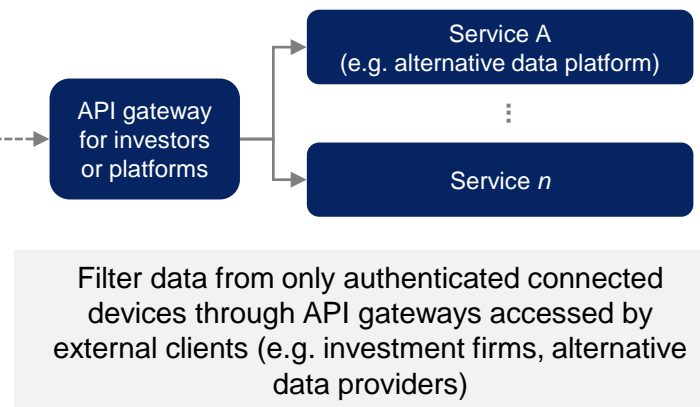 Service A
(e.g. alternative data platform)
API gateway
for investors
or platforms
Service n
Filter data from only authenticated connected
devices through API gateways accessed by
external clients (e.g. investment firms, alternative
data providers)